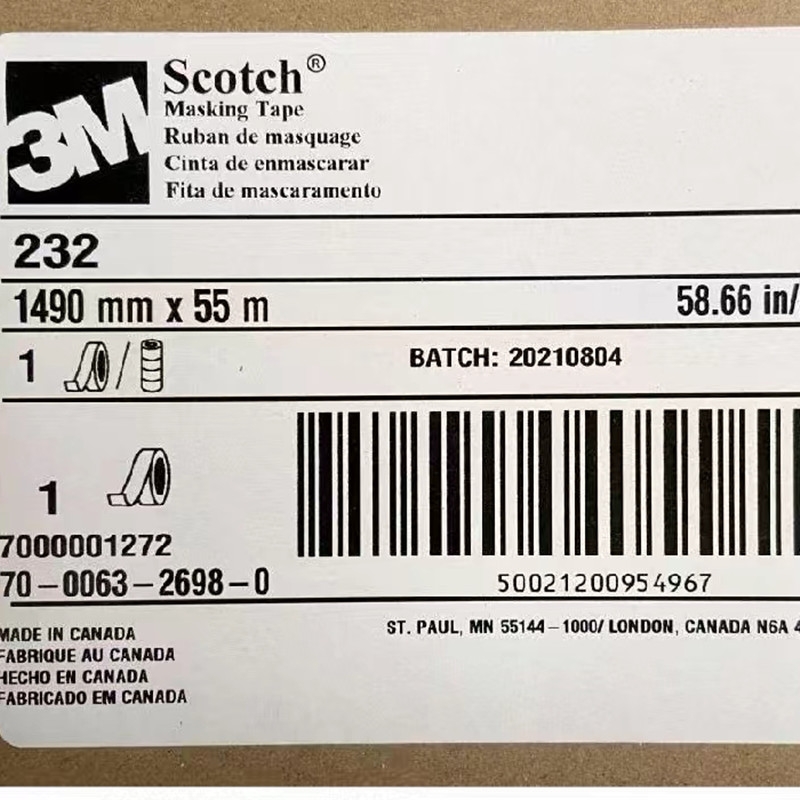 3M
Scotch®
Masking Tape
Ruban de masquage
Cinta de enmascarar
Fita de mascaramento
232
1490 mm x 55 m 58.66 in/
1 / BATCH: 20210804
1
7000001272
70-0063-2698-0 50021200954967
MADE IN CANADA ST. PAUL, MN 55144-1000/ LONDON, CANADA N6A 4
FABRIQUE AU CANADA
HECHO EN CANADA
FABRICADO EM CANADA